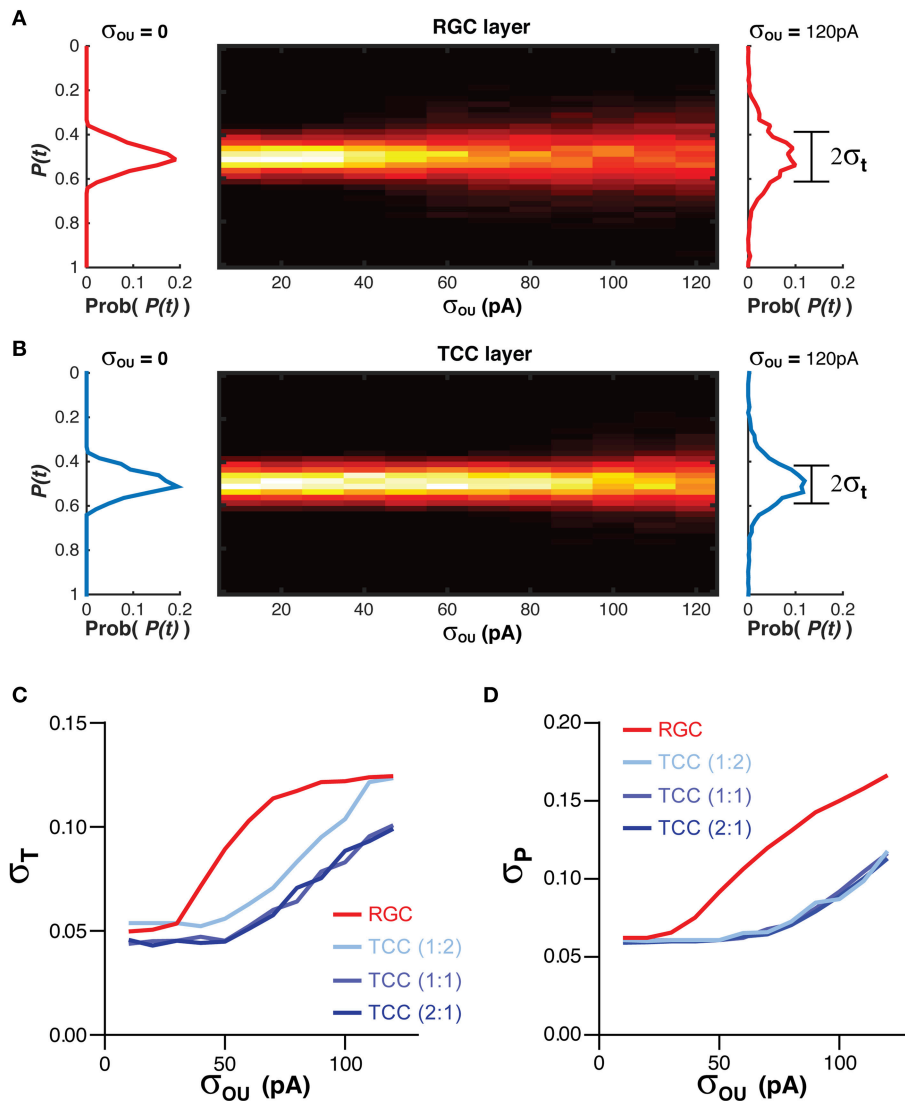 A
σOU = 0
RGC layer
σOU = 120pA
0
0.2
0.4
0.6
0.8
1
P(t)
2σt
0 0.1 0.2
20 40 60 80 100 120
0 0.1 0.2
Prob( P(t) )
σOU (pA)
Prob( P(t) )
B
σOU = 0
TCC layer
σOU = 120pA
0
0.2
0.4
0.6
0.8
1
P(t)
2σt
0 0.1 0.2
20 40 60 80 100 120
0 0.1 0.2
Prob( P(t) )
σOU (pA)
Prob( P(t) )
C
0.15
0.10
0.05
0.00
σT
RGC
TCC (1:2)
TCC (1:1)
TCC (2:1)
0 50 100
σOU (pA)
D
0.20
0.15
0.10
0.05
0.00
σP
RGC
TCC (1:2)
TCC (1:1)
TCC (2:1)
0 50 100
σOU (pA)